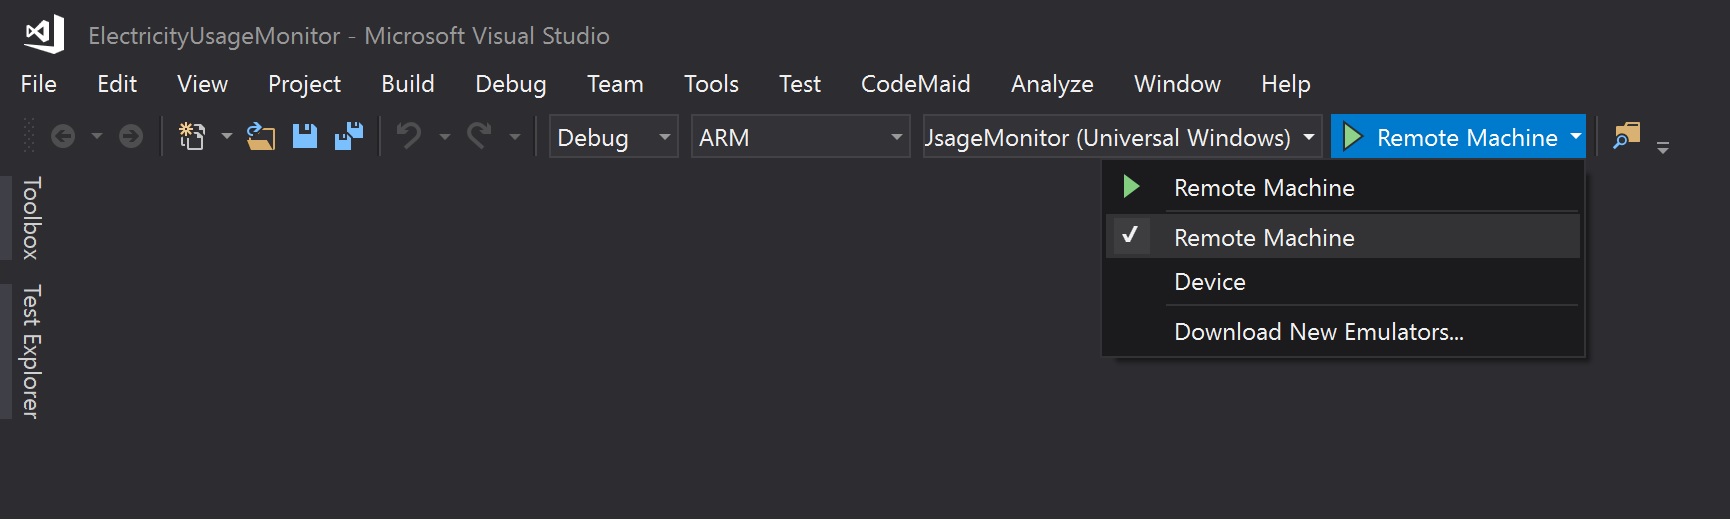 ElectricityUsageMonitor - Microsoft Visual Studio
File Edit View Project Build Debug Team Tools Test CodeMaid Analyze Window Help
Debug ARM UsageMonitor (Universal Windows) Remote Machine
Remote Machine
Remote Machine
Device
Download New Emulators...
Toolbox
Test Explorer